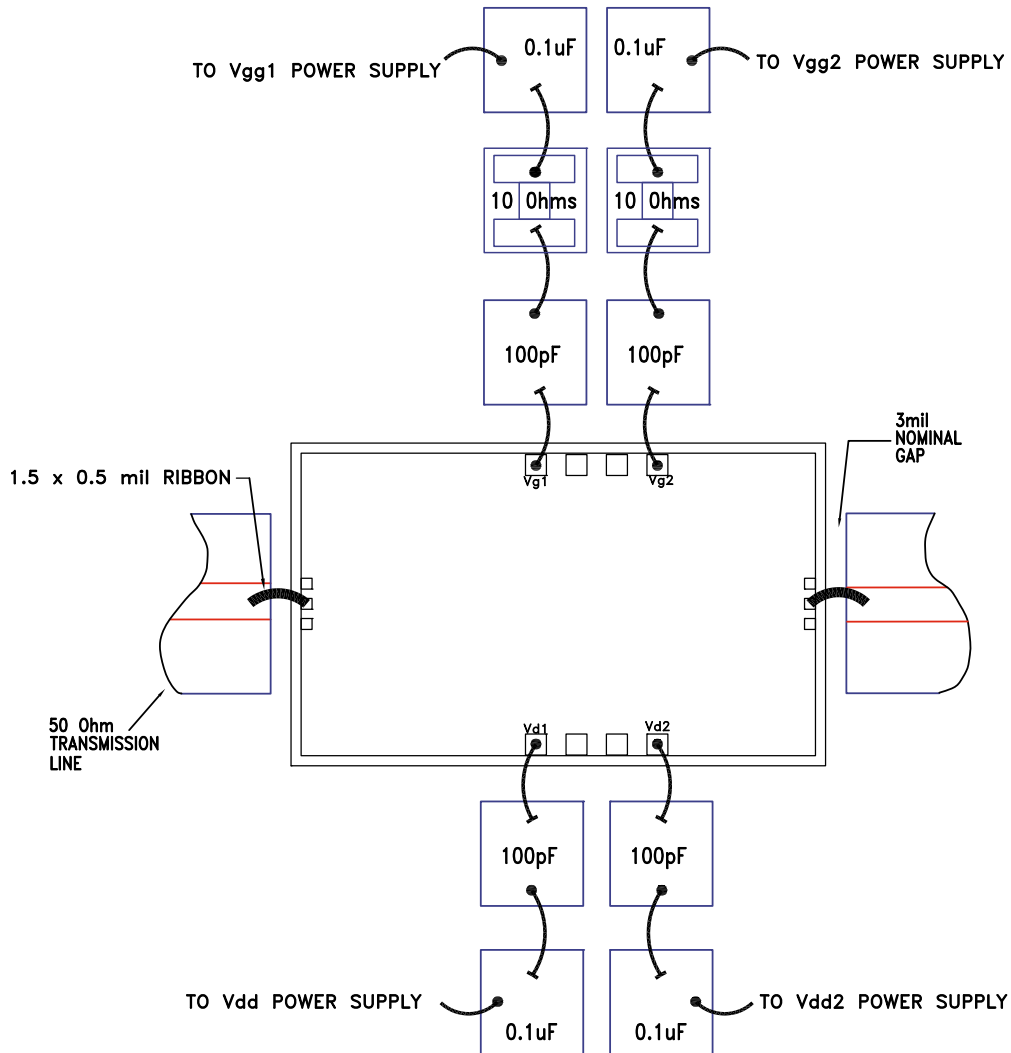 0.1uF
0.1uF
TO Vgg1 POWER SUPPLY
TO Vgg2 POWER SUPPLY
10 Ohms
10 Ohms
100pF
100pF
3mil
NOMINAL
GAP
1.5 x 0.5 mil RIBBON
Vg1
Vg2
50 Ohm
TRANSMISSION
LINE
Vd1
Vd2
100pF
100pF
TO Vdd POWER SUPPLY
TO Vdd2 POWER SUPPLY
0.1uF
0.1uF